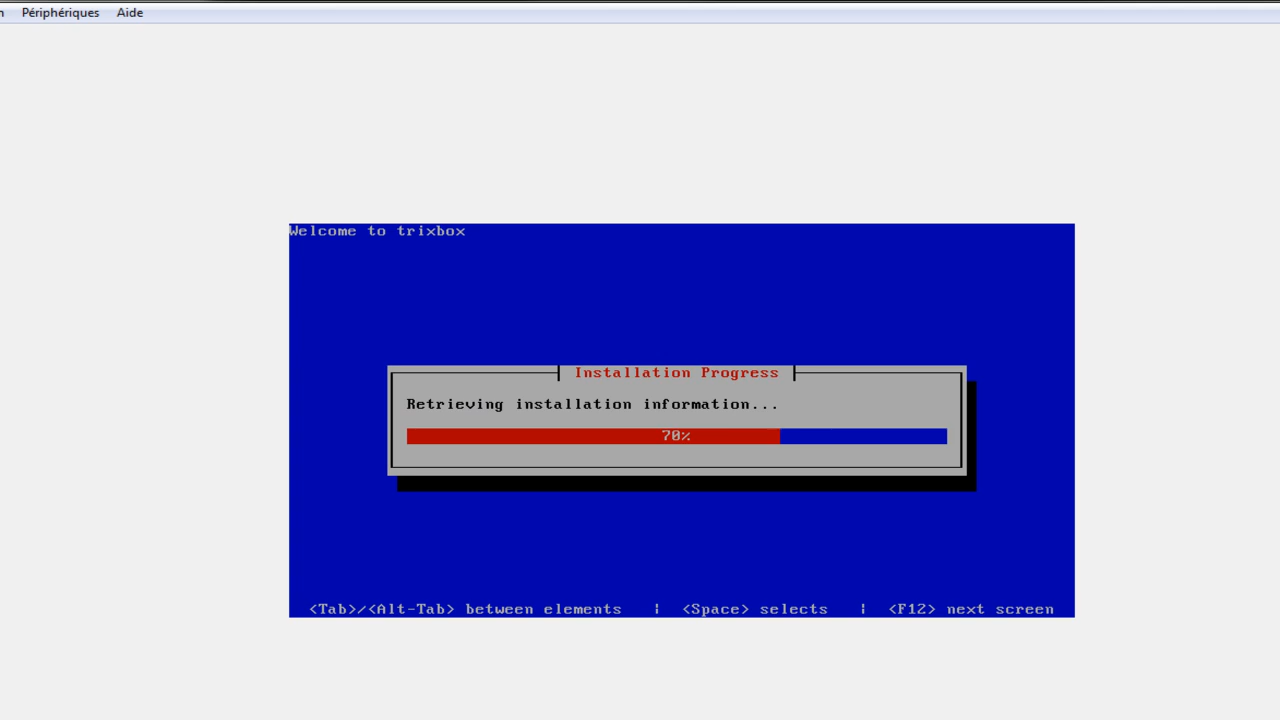 n Périphériques Aide
Welcome to trixbox
Installation Progress
Retrieving installation information...
70%
<Tab>/<Alt-Tab> between elements | <Space> selects | <F12> next screen